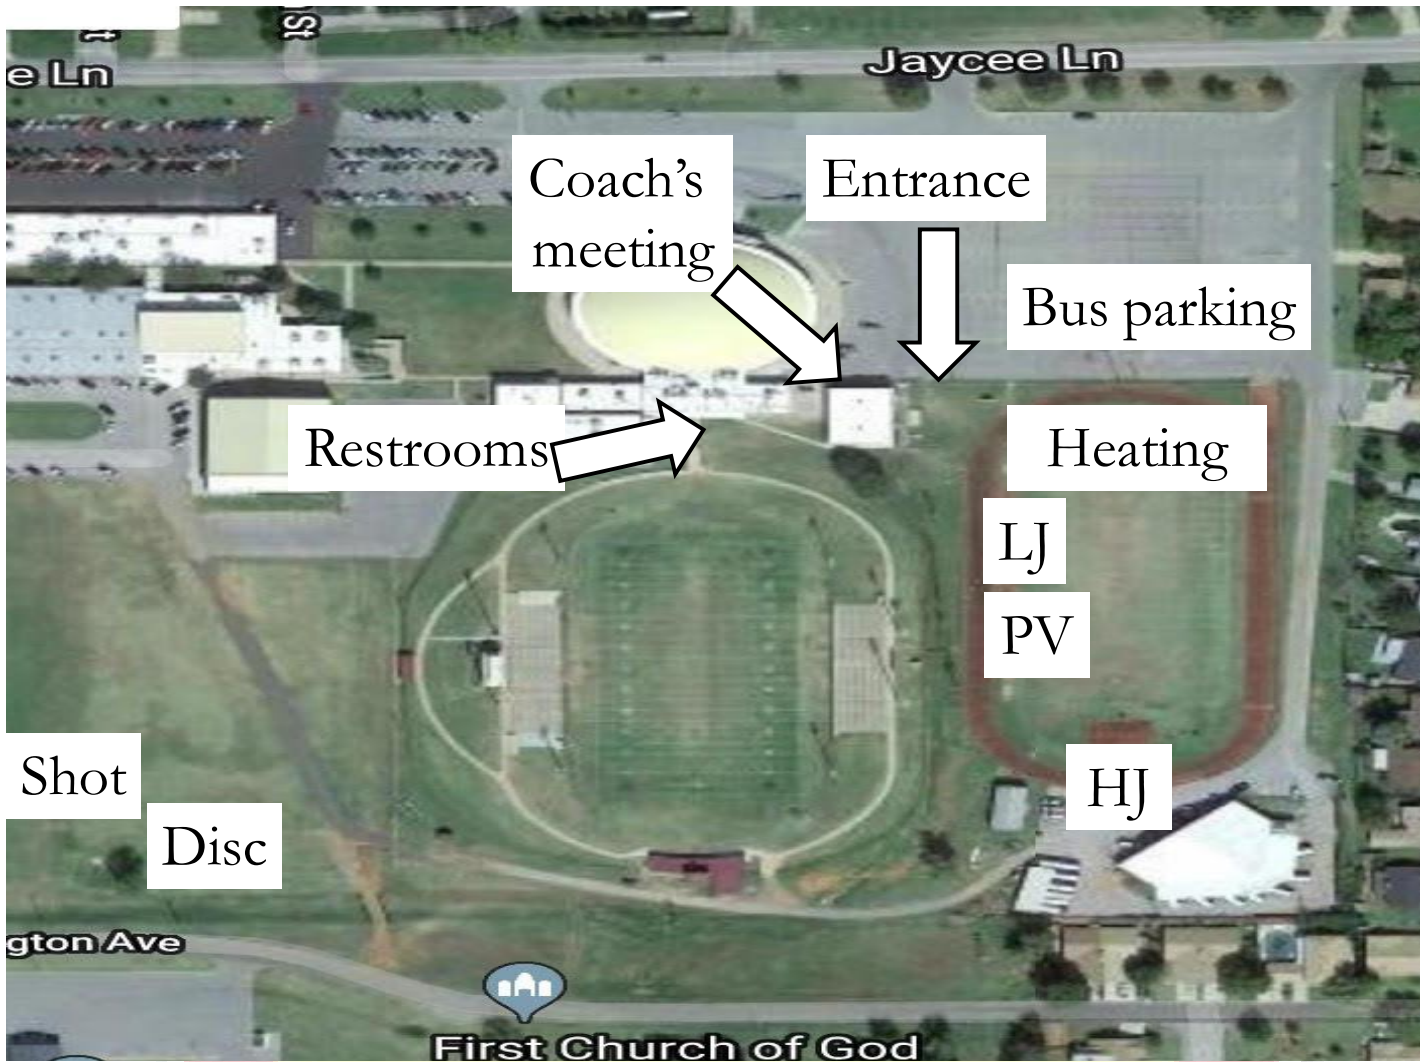 St
e Ln
Jaycee Ln
Coach's
meeting
Entrance
Bus parking
Restrooms
Heating
LJ
PV
HJ
Shot
Disc
gton Ave
First Church of God